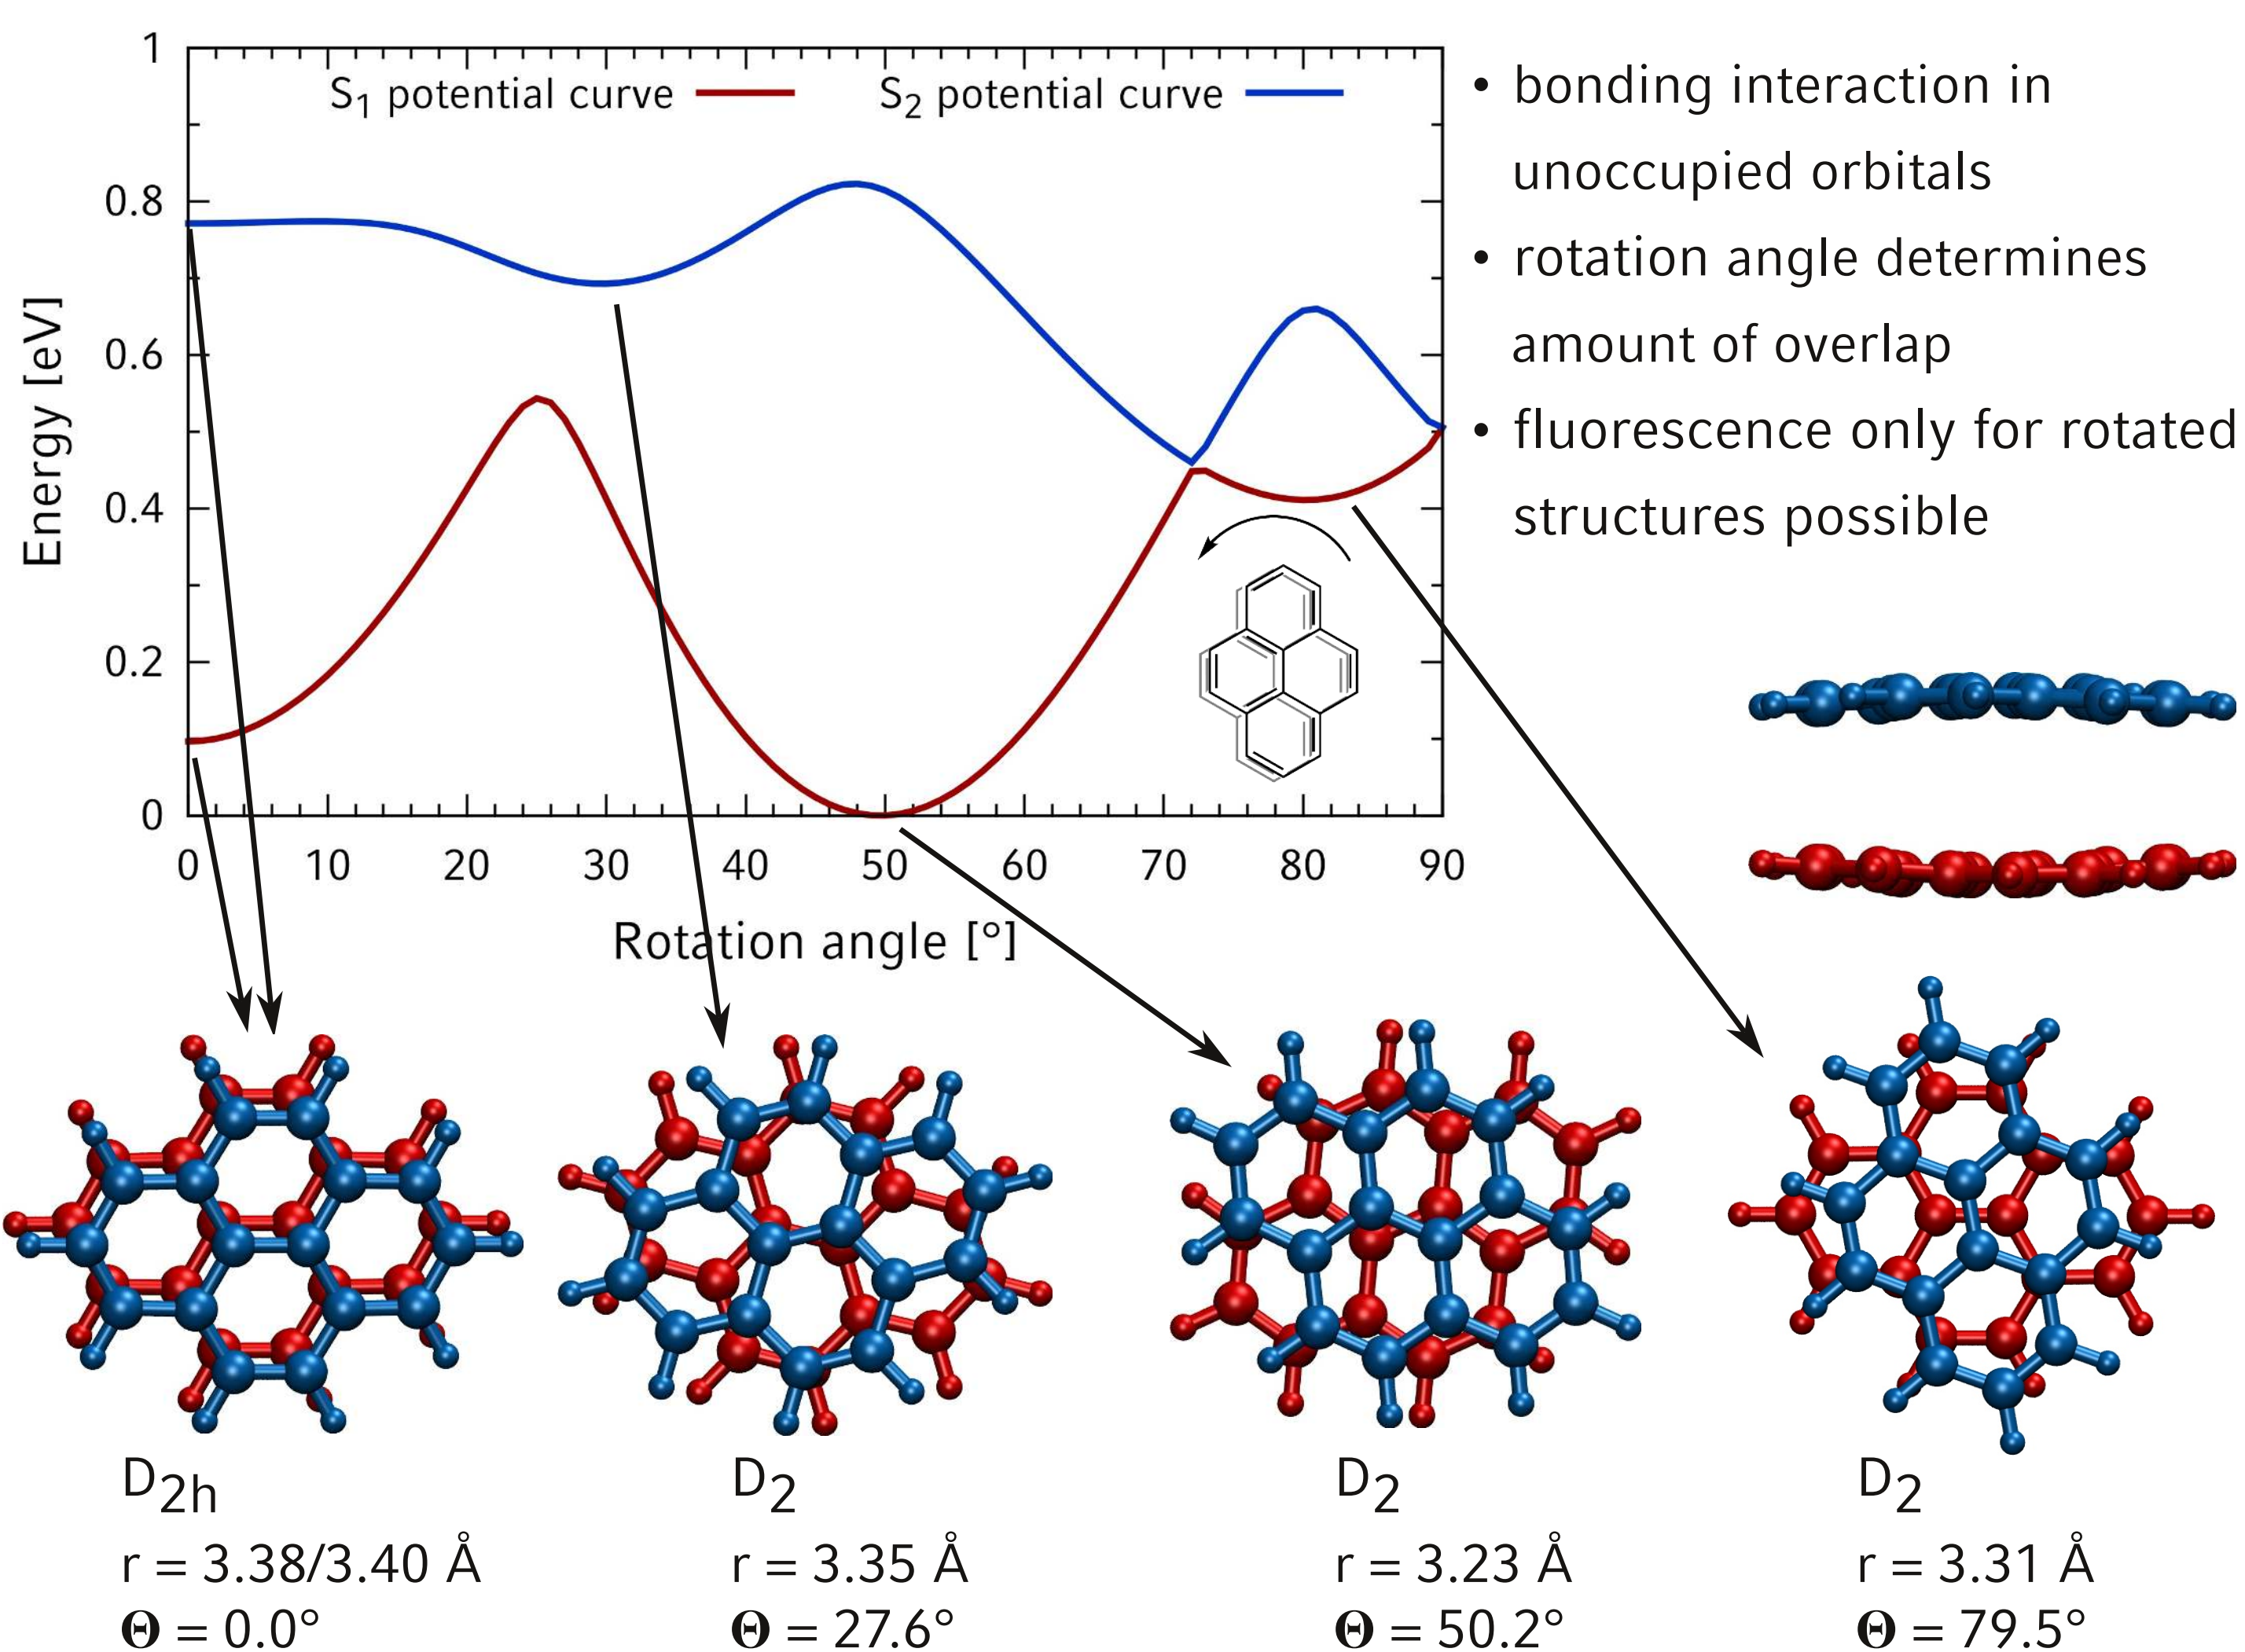 S1 potential curve
S2 potential curve
Energy [eV]
1
0.8
0.6
0.4
0.2
0
0 10 20 30 40 50 60 70 80 90
Rotation angle [°]
• bonding interaction in
unoccupied orbitals
• rotation angle determines
amount of overlap
• fluorescence only for rotated
structures possible
D2h
r = 3.38/3.40 Å
Θ = 0.0°
D2
r = 3.35 Å
Θ = 27.6°
D2
r = 3.23 Å
Θ = 50.2°
D2
r = 3.31 Å
Θ = 79.5°